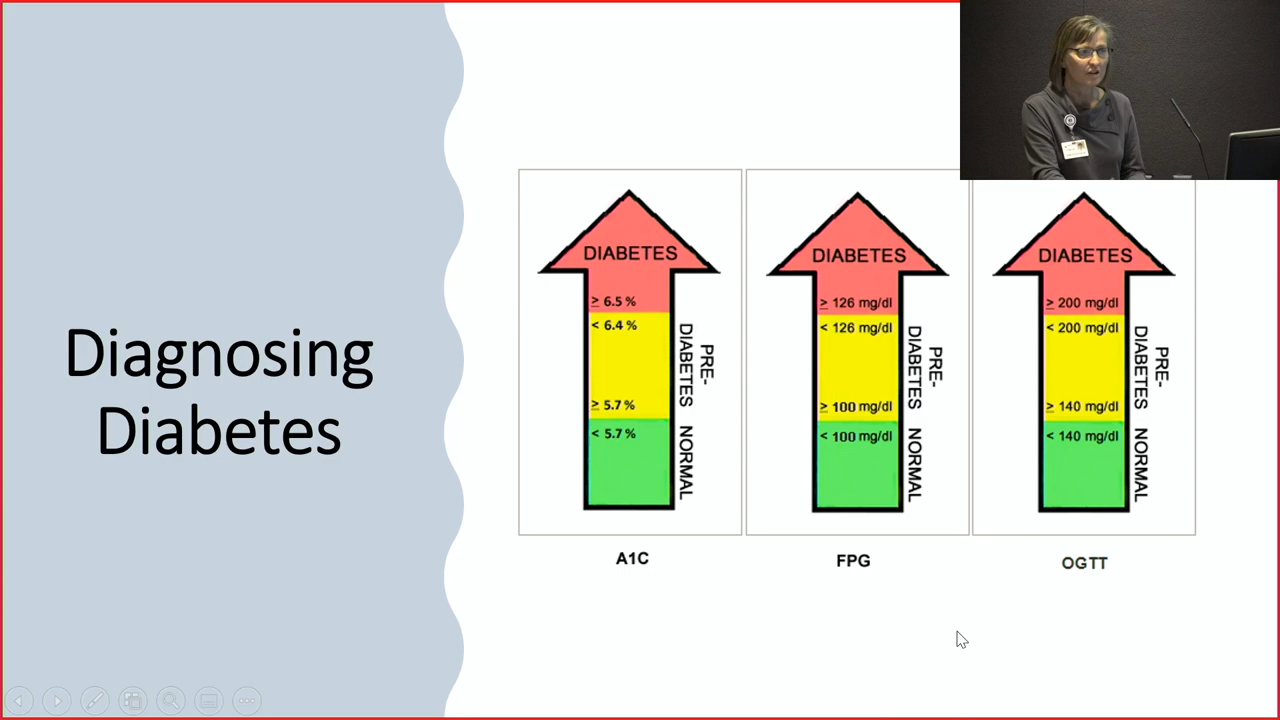 Diagnosing
Diabetes
DIABETES
≥ 6.5 %
< 6.4 %
≥ 5.7 %
< 5.7 %
PRE-
DIABETES
NORMAL
A1C
DIABETES
≥ 126 mg/dl
< 126 mg/dl
≥ 100 mg/dl
< 100 mg/dl
PRE-
DIABETES
NORMAL
FPG
DIABETES
≥ 200 mg/dl
< 200 mg/dl
≥ 140 mg/dl
< 140 mg/dl
PRE-
DIABETES
NORMAL
OGTT